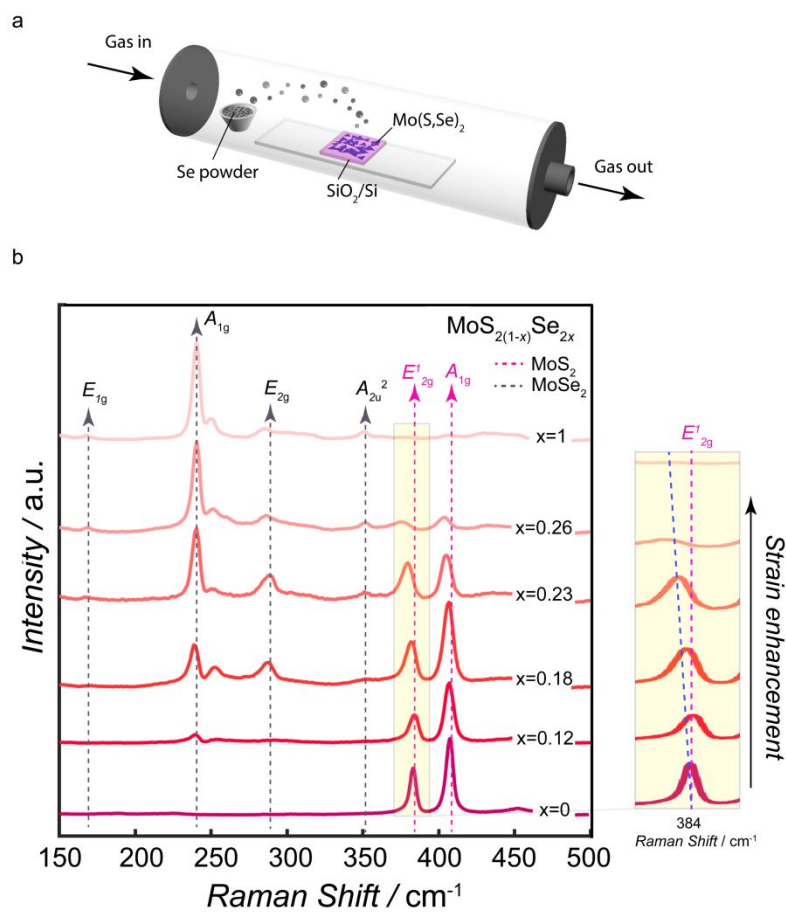 a
Gas in
Mo(S,Se)₂
Se powder
SiO₂/Si
Gas out
b
MoS₂₍₁₋ₓ₎Se₂ₓ
MoS₂
MoSe₂
E₁g
A₁g
E₂g
A₂ᵤ²
E¹₂g
A₁g
x=1
x=0.26
x=0.23
x=0.18
x=0.12
x=0
Intensity / a.u.
150 200 250 300 350 400 450 500
Raman Shift / cm⁻¹
E¹₂g
Strain enhancement
384
Raman Shift / cm⁻¹